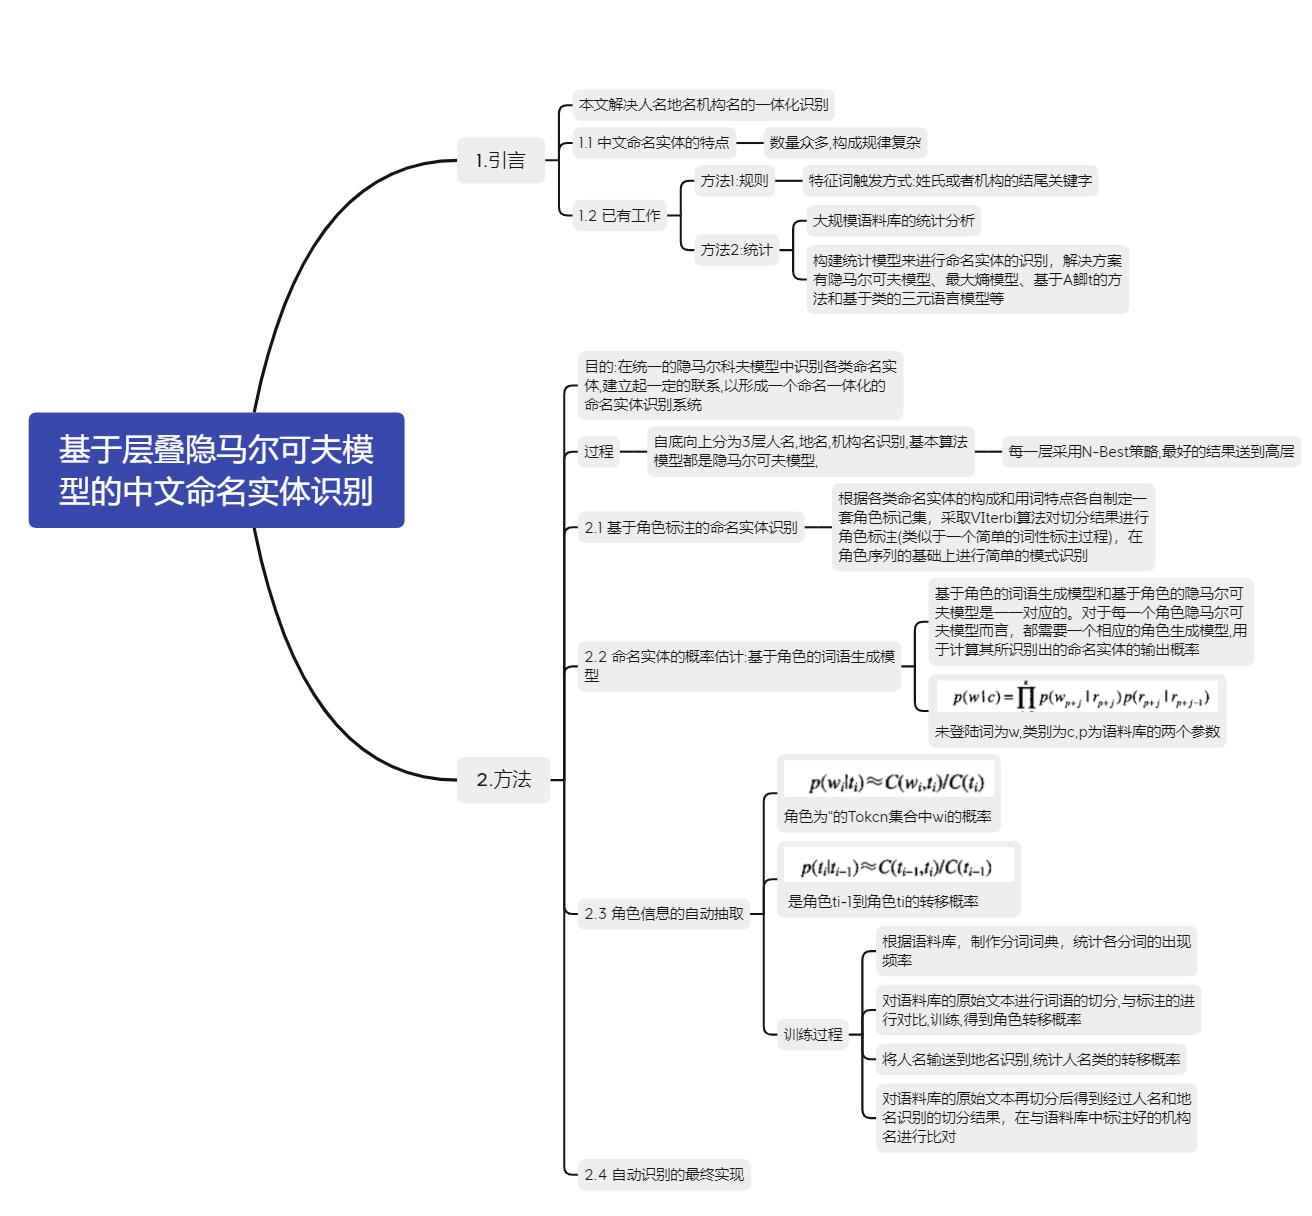 基于层叠隐马尔可夫模
型的中文命名实体识别
1.引言
本文解决人名地名机构名的一体化识别
1.1 中文命名实体的特点
数量众多,构成规律复杂
1.2 已有工作
方法1:规则
特征词触发方式:姓氏或者机构的结尾关键字
方法2:统计
大规模语料库的统计分析
构建统计模型来进行命名实体的识别，解决方案
有隐马尔可夫模型、最大熵模型、基于A鲫t的方
法和基于类的三元语言模型等
2.方法
目的:在统一的隐马尔科夫模型中识别各类命名实
体,建立起一定的联系,以形成一个命名一体化的
命名实体识别系统
过程
自底向上分为3层人名,地名,机构名识别,基本算法
模型都是隐马尔可夫模型,
每一层采用N-Best策略,最好的结果送到高层
2.1 基于角色标注的命名实体识别
根据各类命名实体的构成和用词特点各自制定一
套角色标记集，采取VIterbi算法对切分结果进行
角色标注(类似于一个简单的词性标注过程)，在
角色序列的基础上进行简单的模式识别
2.2 命名实体的概率估计:基于角色的词语生成模
型
基于角色的词语生成模型和基于角色的隐马尔可
夫模型是一一对应的。对于每一个角色隐马尔可
夫模型而言，都需要一个相应的角色生成模型,用
于计算其所识别出的命名实体的输出概率
p(w|c)=∏ᴷ p(w_{p+j}|r_{p+j})p(r_{p+j}|r_{p+j-1})
未登陆词为w,类别为c,p为语料库的两个参数
2.3 角色信息的自动抽取
p(w_i|t_i)≈C(w_i,t_i)/C(t_i)
角色为"的Tokcn集合中wi的概率
p(t_i|t_{i-1})≈C(t_{i-1},t_i)/C(t_{i-1})
是角色ti-1到角色ti的转移概率
训练过程
根据语料库，制作分词词典，统计各分词的出现
频率
对语料库的原始文本进行词语的切分,与标注的进
行对比,训练,得到角色转移概率
将人名输送到地名识别,统计人名类的转移概率
对语料库的原始文本再切分后得到经过人名和地
名识别的切分结果，在与语料库中标注好的机构
名进行比对
2.4 自动识别的最终实现